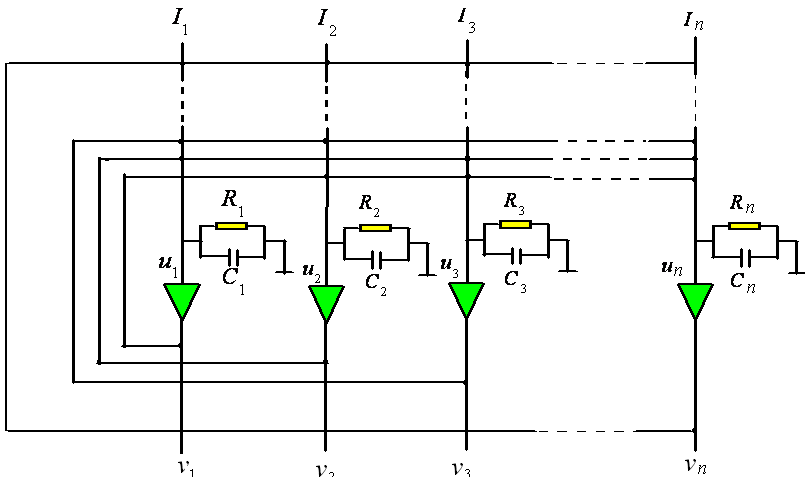 I1 I2 I3 In
R1 R2 R3 Rn
u1 C1 u2 C2 u3 C3 un Cn
v1 v2 v3 vn